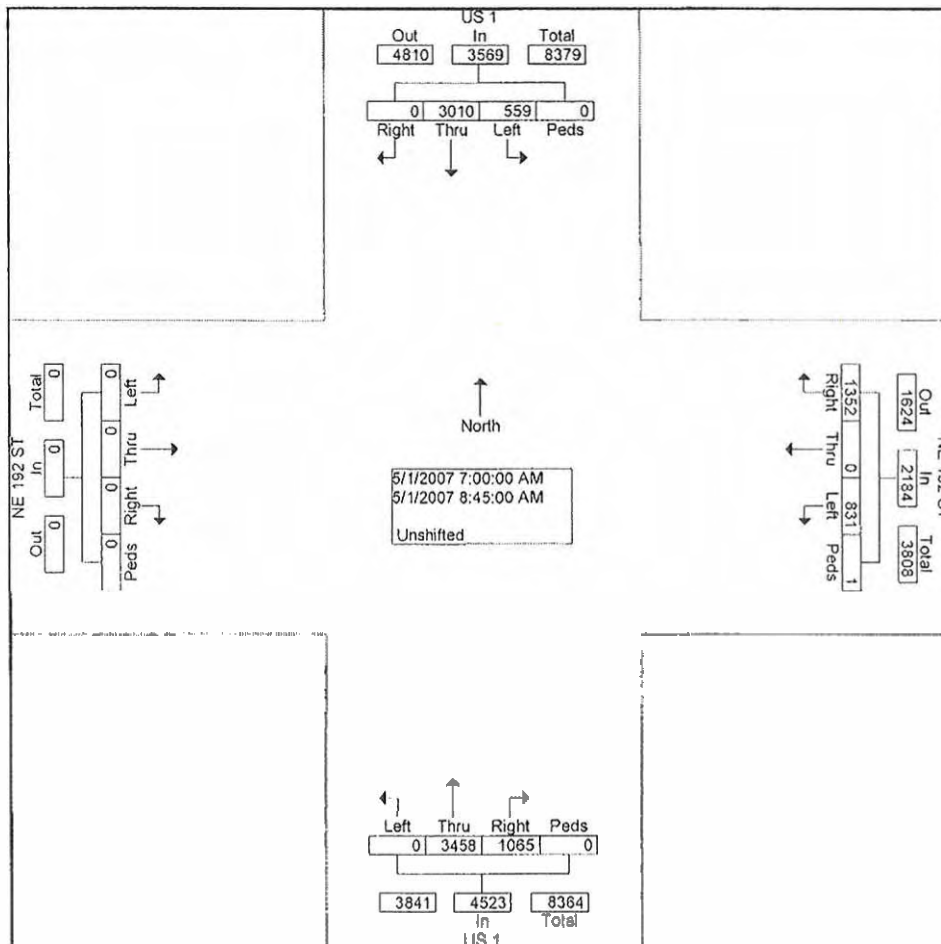 US 1
Out In Total
4810 3569 8379
0 3010 559 0
Right Thru Left Peds
NE 192 ST
Total In Out
0 0 0
0 0 0 0
Left Thru Right Peds
North
5/1/2007 7:00:00 AM
5/1/2007 8:45:00 AM
Unshifted
Right Thru Left Peds
1352 0 831 1
Out In Total
1624 2184 3808
Left Thru Right Peds
0 3458 1065 0
3841 4523 8364
In Total
US 1